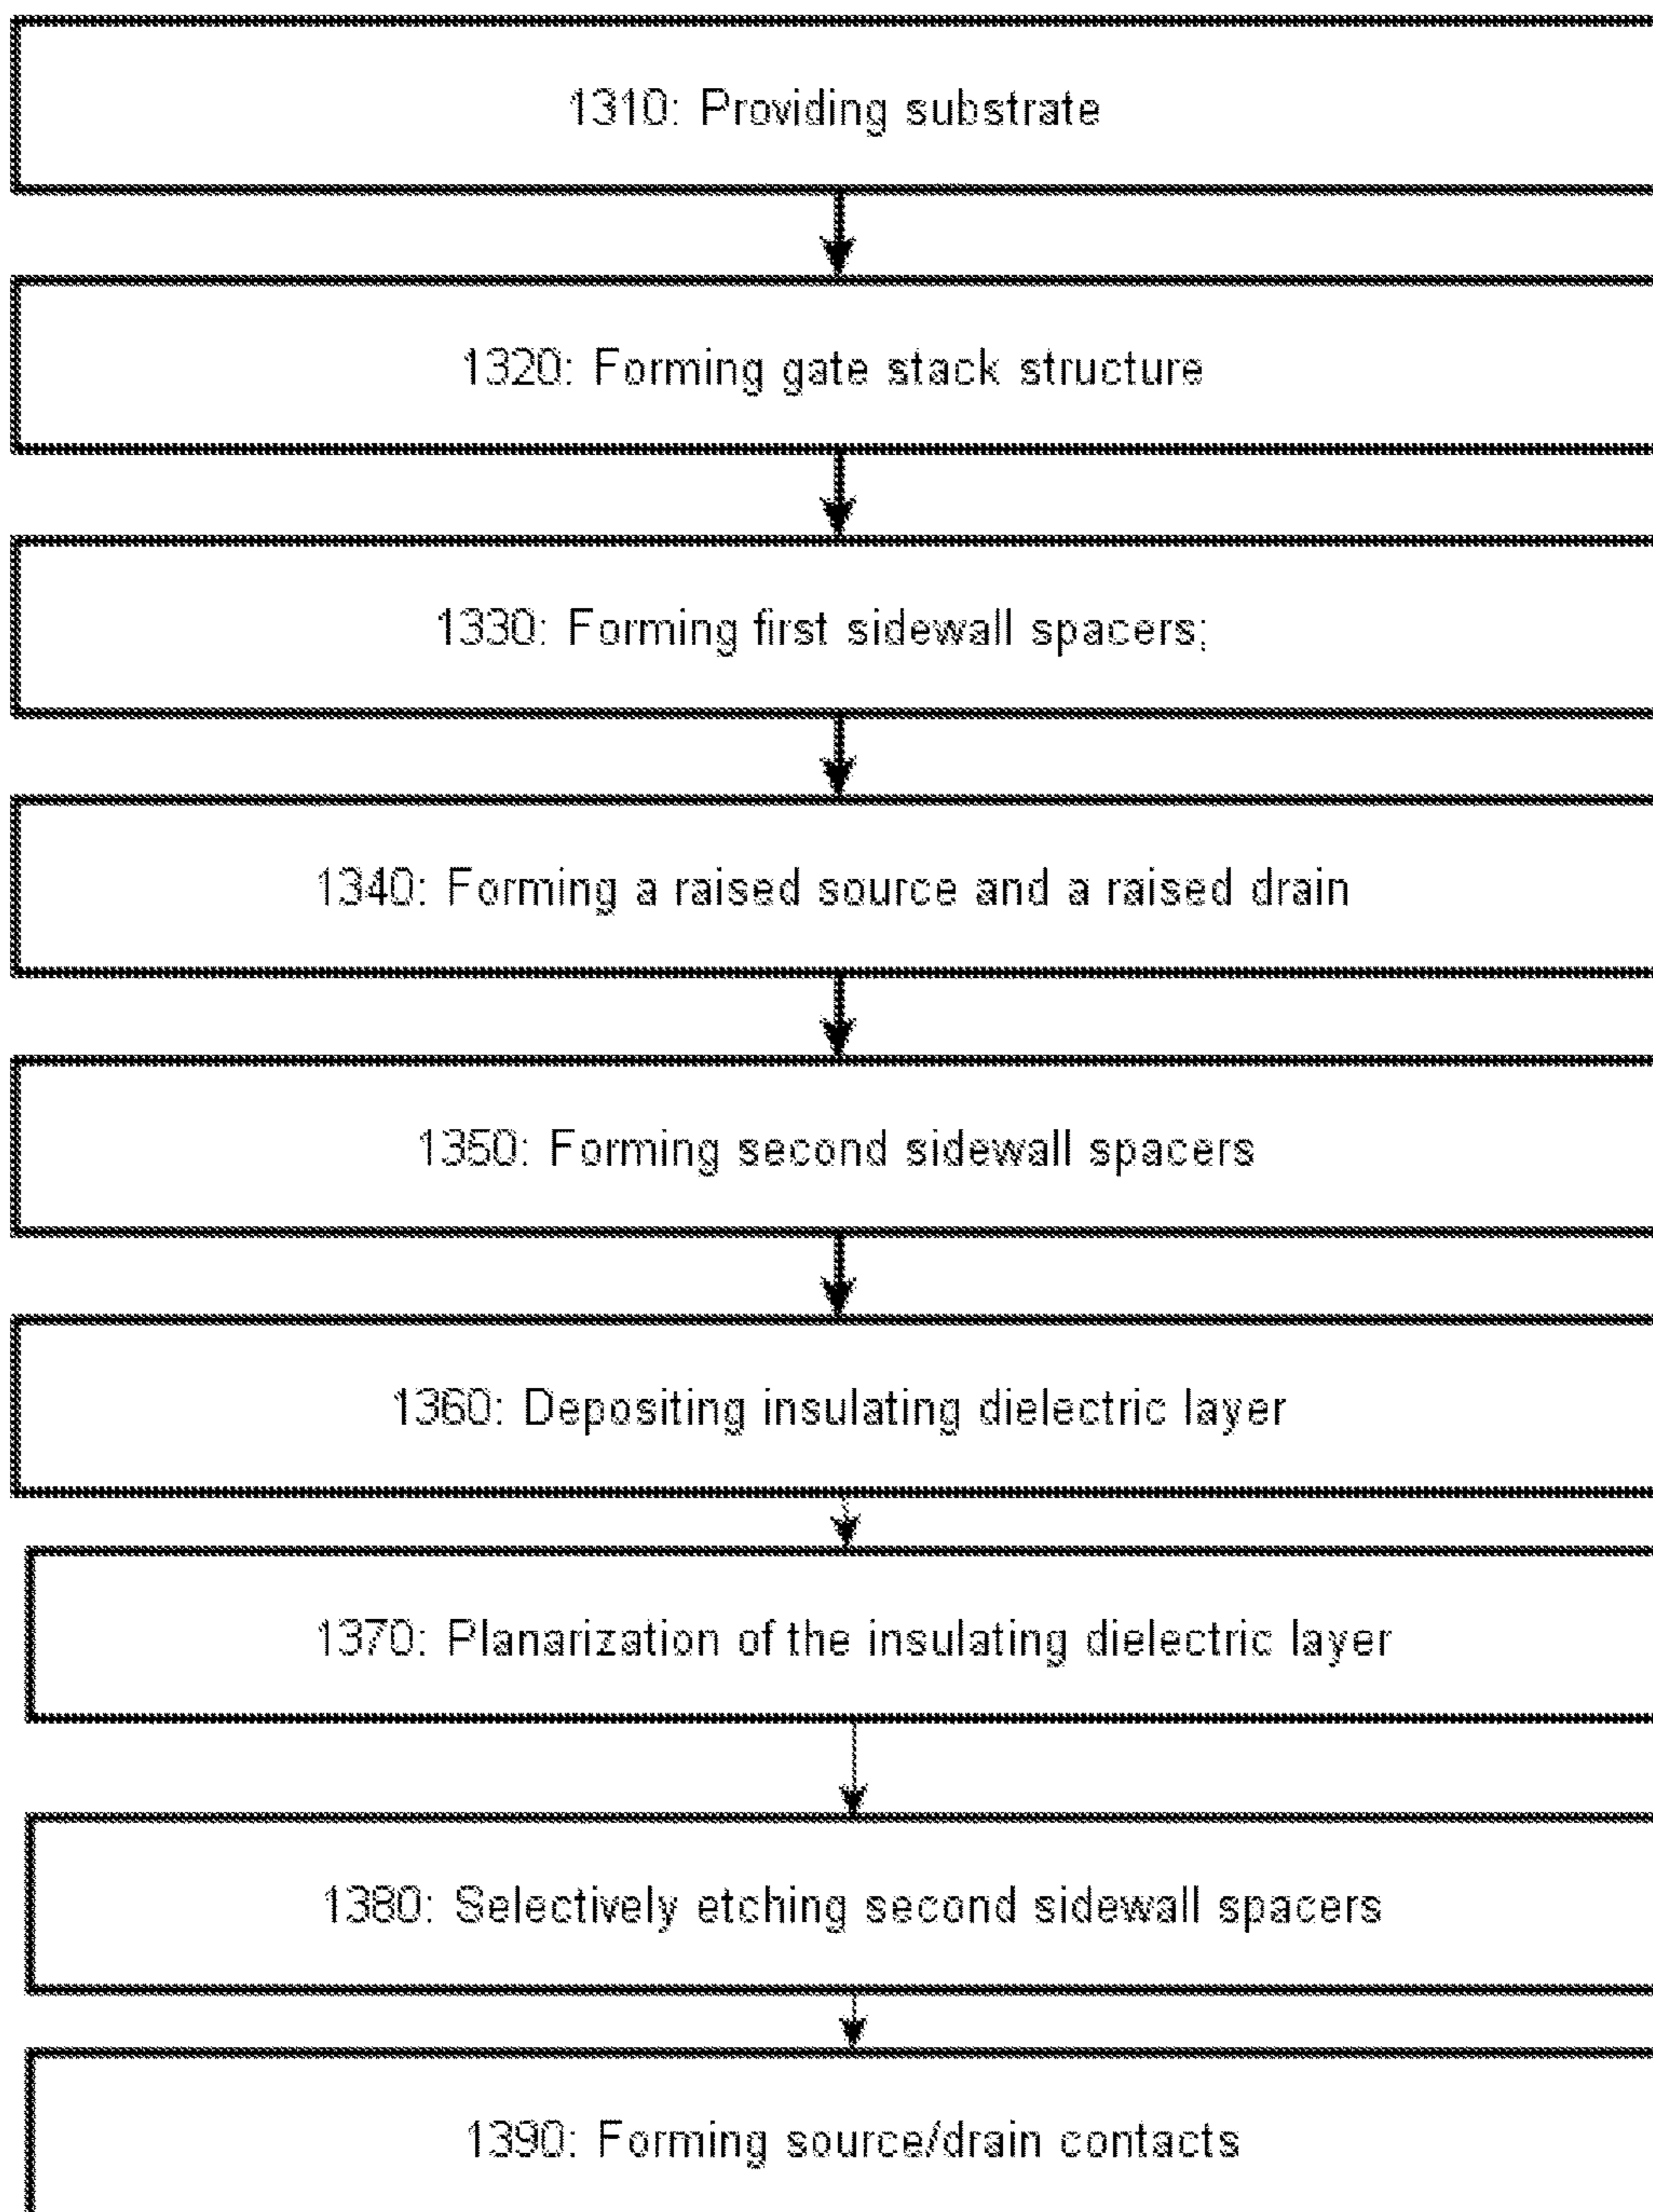 1310: Providing substrate
1320: Forming gate stack structure
1330: Forming first sidewall spacers;
1340: Forming a raised source and a raised drain
1350: Forming second sidewall spacers
1360: Depositing insulating dielectric layer
1370: Planarization of the insulating dielectric layer
1380: Selectively etching second sidewall spacers
1390: Forming source/drain contacts